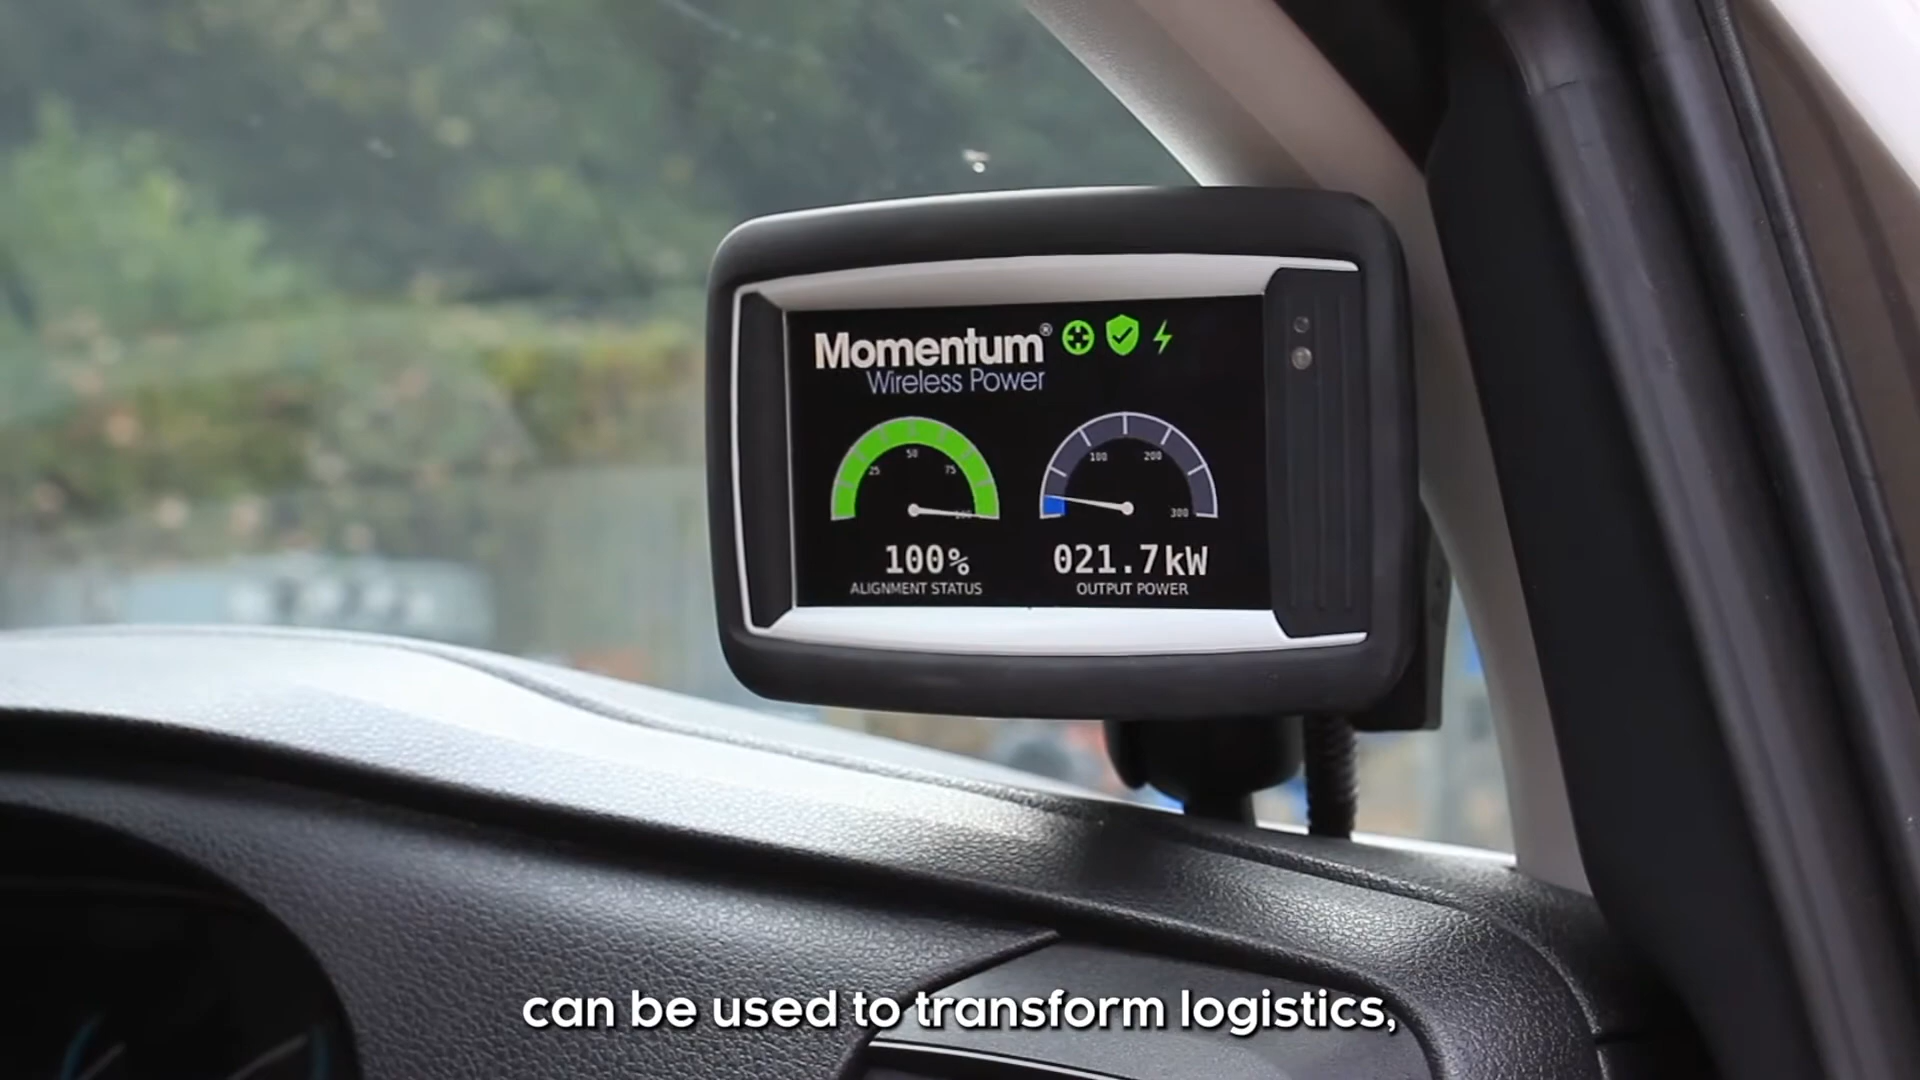 Momentum®
Wireless Power
25 50 75 100
100 200 300
100% 021.7kW
ALIGNMENT STATUS OUTPUT POWER
can be used to transform logistics,